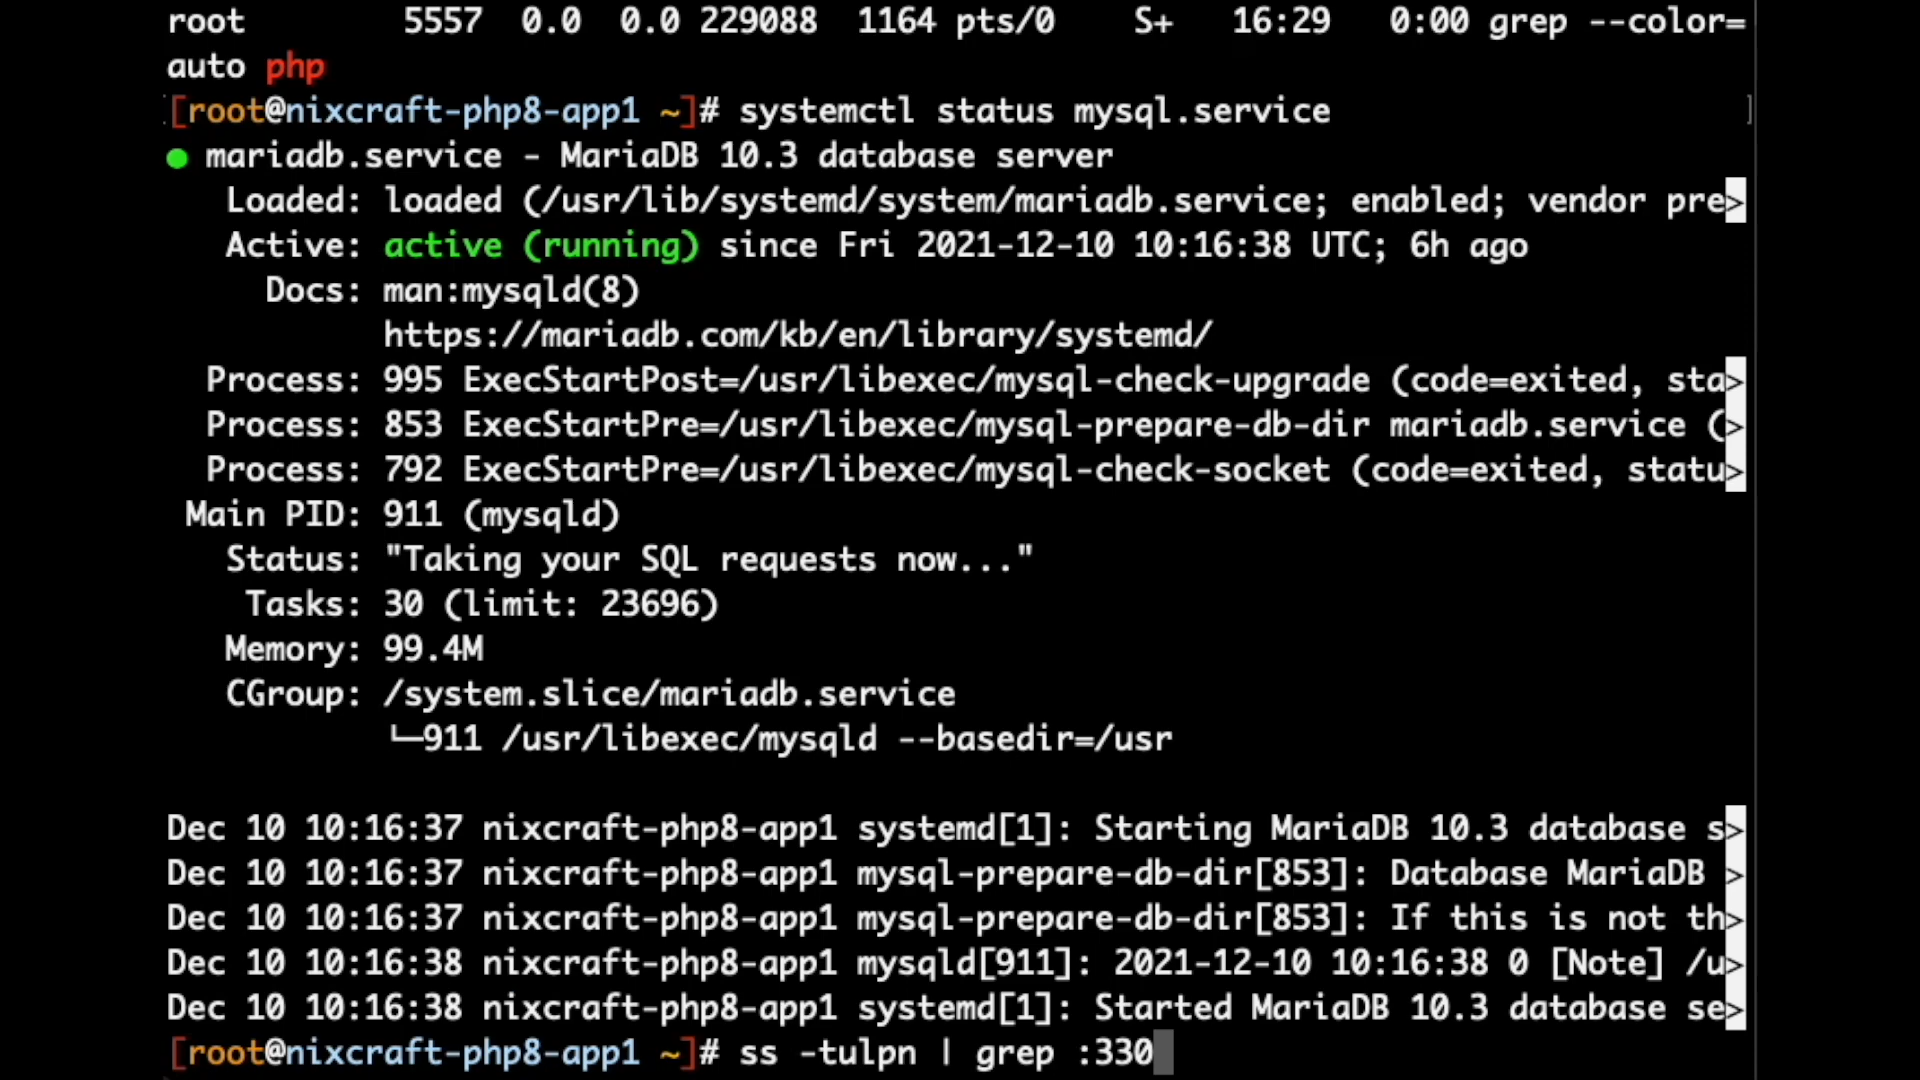 root        5557  0.0  0.0 229088  1164 pts/0    S+   16:29   0:00 grep --color=
auto php
[root@nixcraft-php8-app1 ~]# systemctl status mysql.service
● mariadb.service - MariaDB 10.3 database server
   Loaded: loaded (/usr/lib/systemd/system/mariadb.service; enabled; vendor pre>
   Active: active (running) since Fri 2021-12-10 10:16:38 UTC; 6h ago
     Docs: man:mysqld(8)
           https://mariadb.com/kb/en/library/systemd/
  Process: 995 ExecStartPost=/usr/libexec/mysql-check-upgrade (code=exited, sta>
  Process: 853 ExecStartPre=/usr/libexec/mysql-prepare-db-dir mariadb.service (>
  Process: 792 ExecStartPre=/usr/libexec/mysql-check-socket (code=exited, statu>
 Main PID: 911 (mysqld)
   Status: "Taking your SQL requests now..."
    Tasks: 30 (limit: 23696)
   Memory: 99.4M
   CGroup: /system.slice/mariadb.service
           └─911 /usr/libexec/mysqld --basedir=/usr
Dec 10 10:16:37 nixcraft-php8-app1 systemd[1]: Starting MariaDB 10.3 database s>
Dec 10 10:16:37 nixcraft-php8-app1 mysql-prepare-db-dir[853]: Database MariaDB >
Dec 10 10:16:37 nixcraft-php8-app1 mysql-prepare-db-dir[853]: If this is not th>
Dec 10 10:16:38 nixcraft-php8-app1 mysqld[911]: 2021-12-10 10:16:38 0 [Note] /u>
Dec 10 10:16:38 nixcraft-php8-app1 systemd[1]: Started MariaDB 10.3 database se>
[root@nixcraft-php8-app1 ~]# ss -tulpn | grep :330